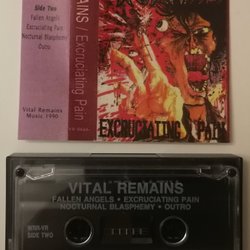 Side Two
Fallen Angels
Excruciating Pain
Nocturnal Blasphemy
Outro
Vital Remains
Music 1990
AINS / Excruciating Pain
EXCRUCIATING PAIN
VITAL REMAINS
FALLEN ANGELS • EXCRUCIATING PAIN
NOCTURNAL BLASPHEMY • OUTRO
SIDE TWO